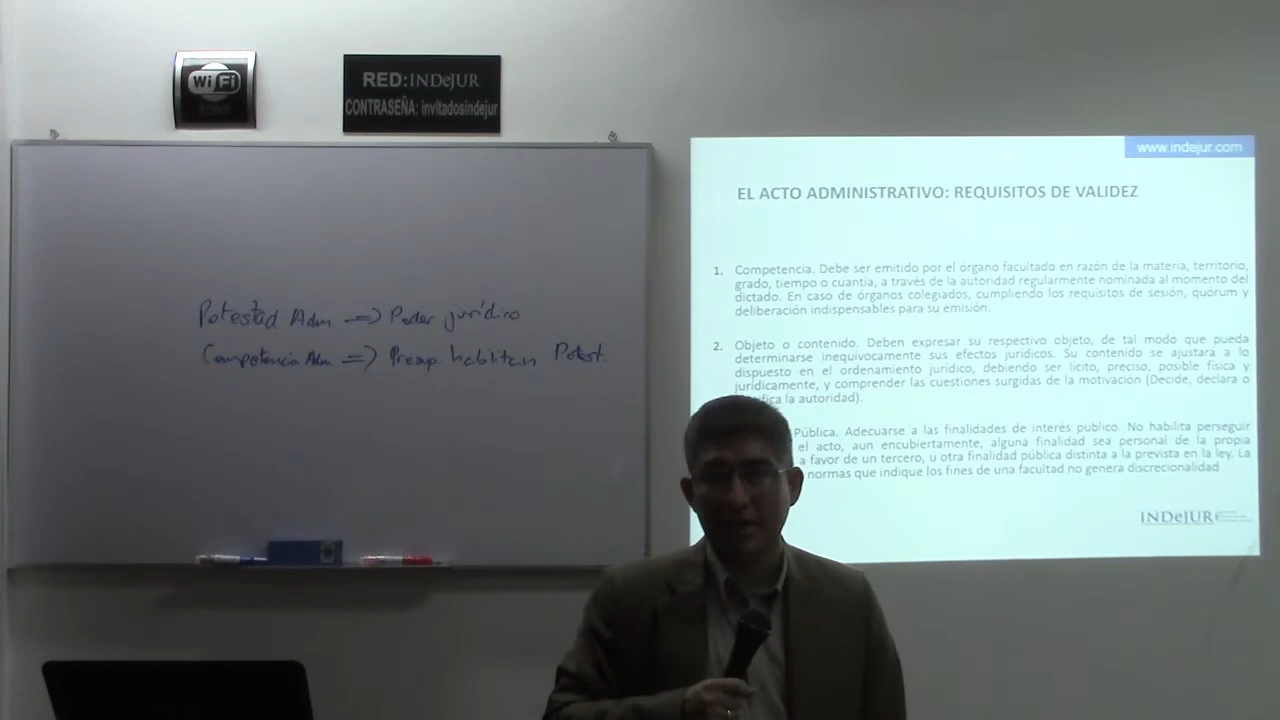 WiFi
RED: INDeJUR
CONTRASEÑA: invitadosindejur
Potestad Adm. => Poder jurídico
Competencia Adm. => Presup. habilitan Potest.
www.indejur.com
EL ACTO ADMINISTRATIVO: REQUISITOS DE VALIDEZ
1. Competencia. Debe ser emitido por el órgano facultado en razón de la materia, territorio,
grado, tiempo o cuantía, a través de la autoridad regularmente nominada al momento del
dictado. En caso de órganos colegiados, cumpliendo los requisitos de sesión, quorum y
deliberación indispensables para su emisión.
2. Objeto o contenido. Deben expresar su respectivo objeto, de tal modo que pueda
determinarse inequívocamente sus efectos jurídicos. Su contenido se ajustara a lo
dispuesto en el ordenamiento jurídico, debiendo ser lícito, preciso, posible física y
jurídicamente, y comprender las cuestiones surgidas de la motivación (Decide, declara o
la autoridad).
Pública. Adecuarse a las finalidades de interés público. No habilita perseguir
el acto, aun encubiertamente, alguna finalidad sea personal de la propia
a favor de un tercero, u otra finalidad pública distinta a la prevista en la ley. La
normas que indique los fines de una facultad no genera discrecionalidad
INDeJUR